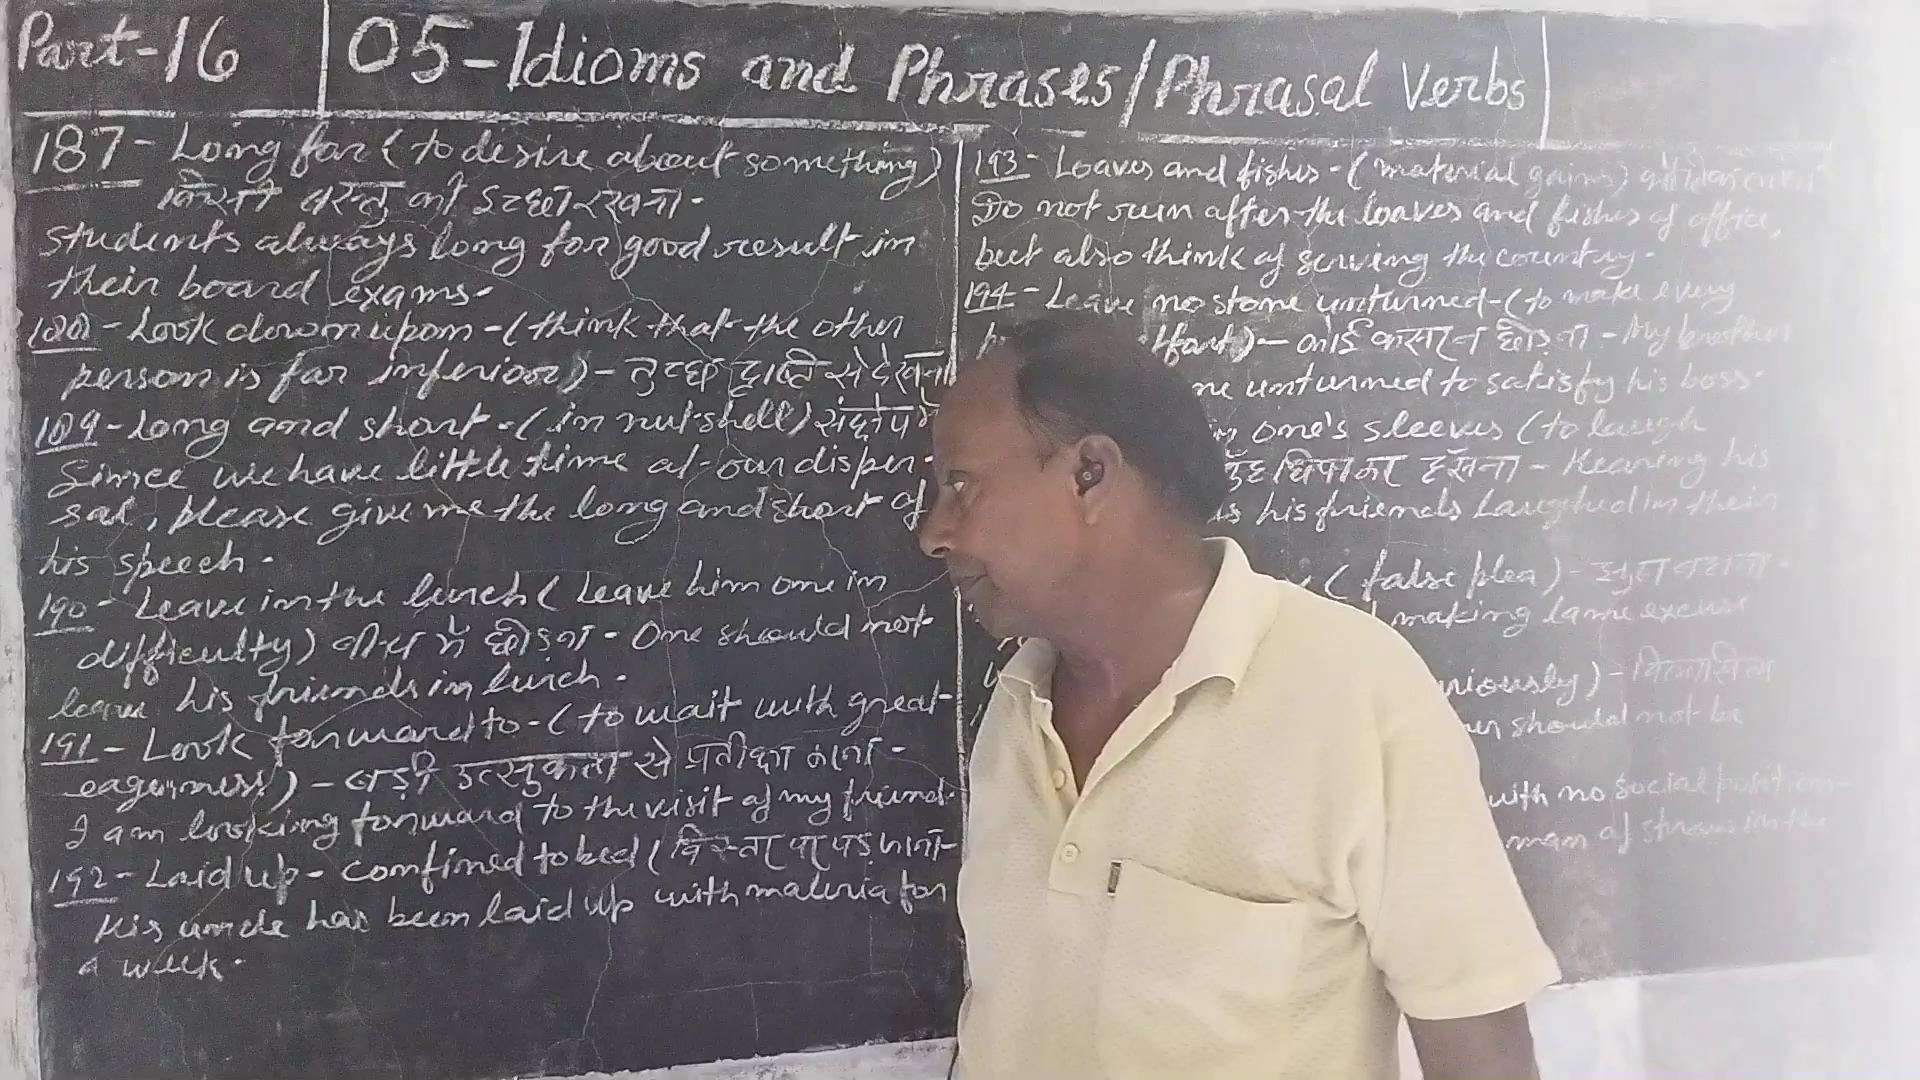 Part-16
05-Idioms and Phrases/Phrasal Verbs
187- Long for (to desire about something)
किसी वस्तु की इच्छा रखना-
Students always long for good result in
their board exams.
188- Look down upon-(think that the other
person is far inferior)- तुच्छ दृष्टि से देखना
189- Long and short-(in nut-shell) संक्षेप में
Since we have little time at our disper-
sal, please give me the long and short of
his speech.
190- Leave in the lurch (Leave him one in
difficulty) बीच में छोड़ना- One should not
leave his friends in lurch.
191- Look forward to-(to wait with great
eagerness)- बड़ी उत्सुकता से प्रतीक्षा करना-
I am looking forward to the visit of my friend.
192- Laid up- confined to bed (बिस्तर पर पड़ जाना-
His uncle has been laid up with maleria for
a week.
193- Loaves and fishes-(material gains)
Do not run after the loaves and fishes of office,
but also think of serving the country.
194- Leave no stone unturned-(to make every
कोई कसर न छोड़ना- My brother
unturned to satisfy his boss.
one's sleeves (to laugh
छिपाकर हँसना- Hearing his
his friends laughed in their
(false plea)-
making lame excuse
should not be
with no social position-
man of straw in the